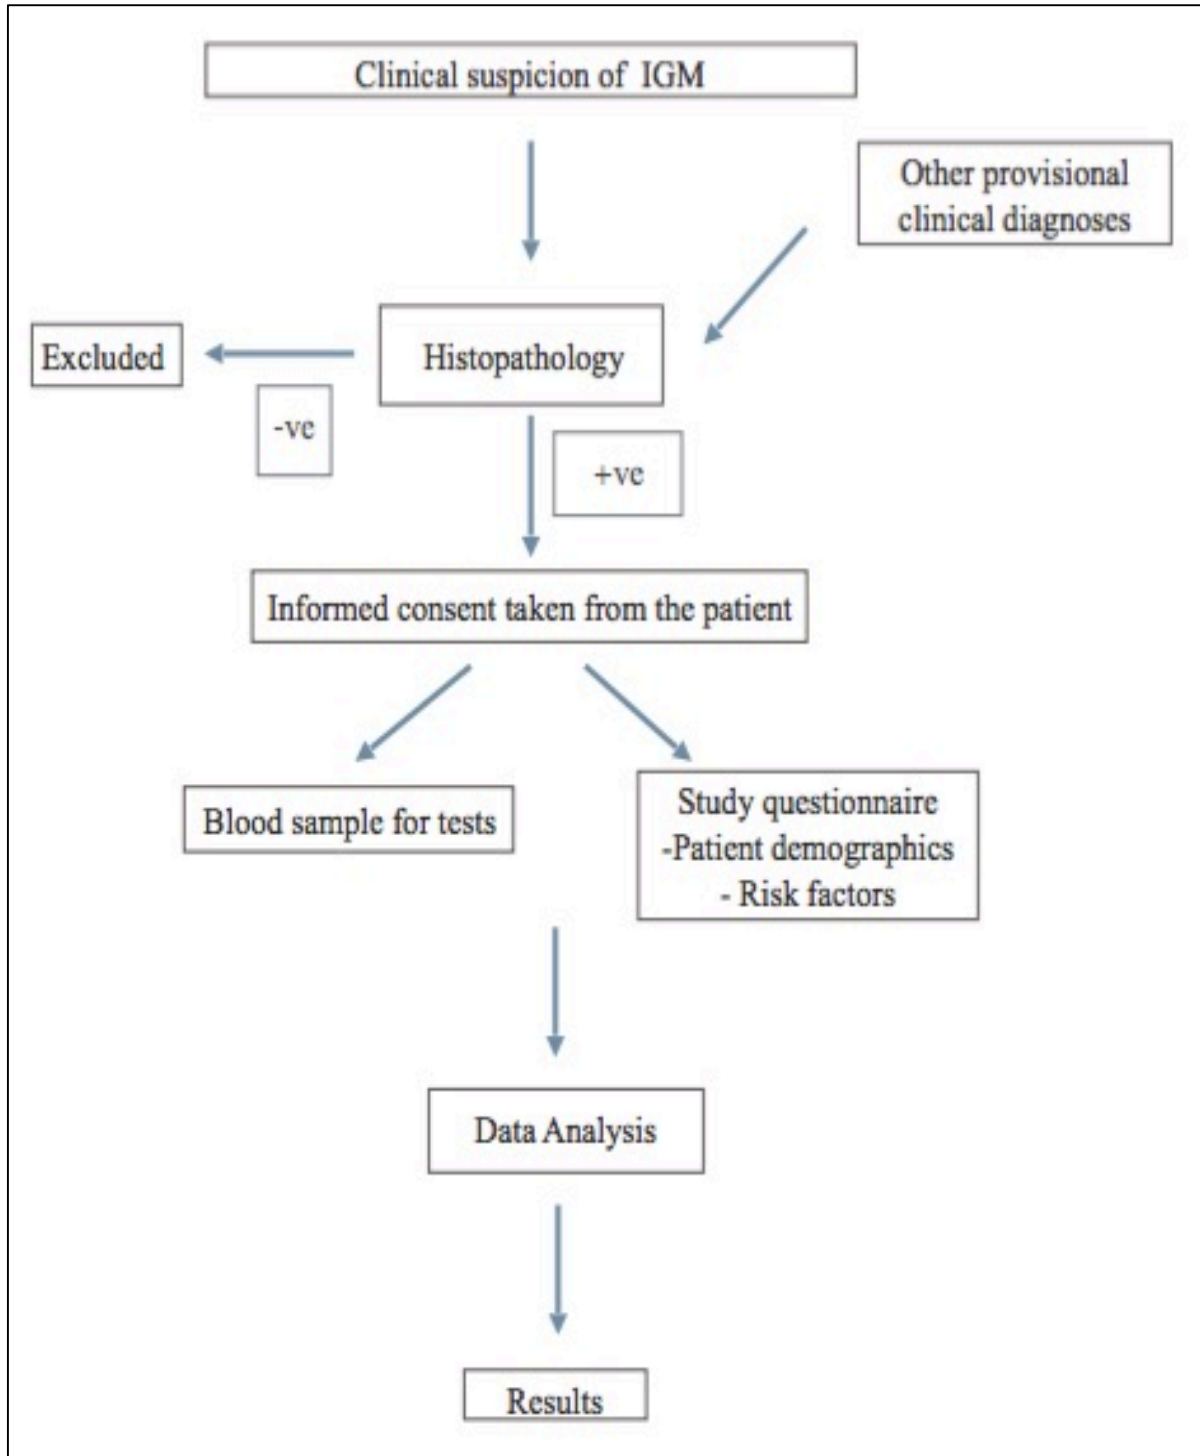 Clinical suspicion of IGM
Other provisional
clinical diagnoses
Excluded
Histopathology
-ve
+ve
Informed consent taken from the patient
Blood sample for tests
Study questionnaire
-Patient demographics
- Risk factors
Data Analysis
Results